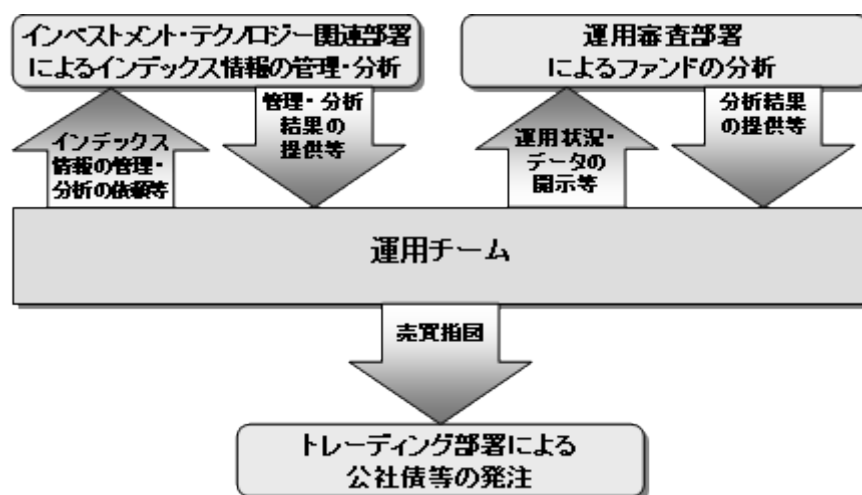 インベストメント・テクノロジー関連部署
によるインデックス情報の管理・分析
運用審査部署
によるファンドの分析
インデックス
情報の管理・
分析の依頼等
管理・分析
結果の
提供等
運用状況・
データの
開示等
分析結果
の提供等
運用チーム
売買指図
トレーディング部署による
公社債等の発注